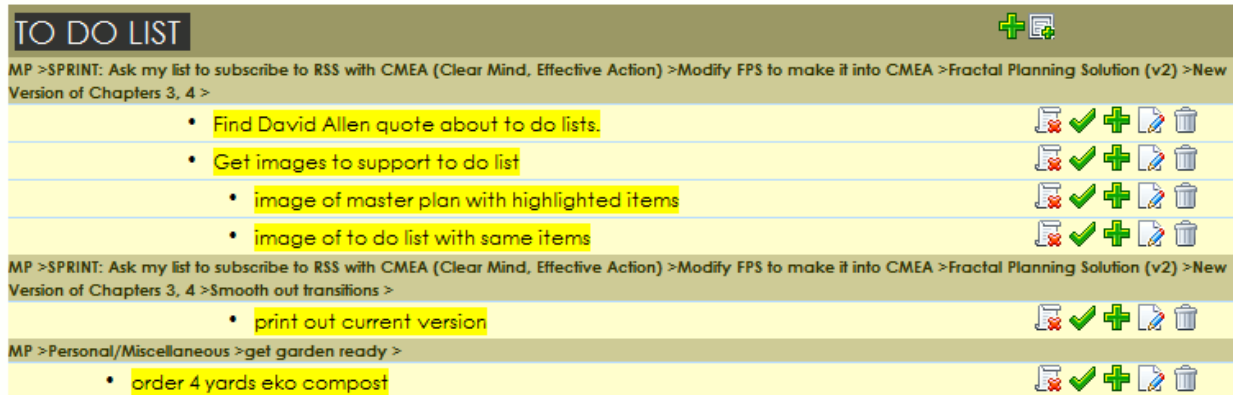 TO DO LIST
MP >SPRINT: Ask my list to subscribe to RSS with CMEA (Clear Mind, Effective Action) >Modify FPS to make it into CMEA >Fractal Planning Solution (v2) >New
Version of Chapters 3, 4 >
• Find David Allen quote about to do lists.
• Get images to support to do list
• image of master plan with highlighted items
• image of to do list with same items
MP >SPRINT: Ask my list to subscribe to RSS with CMEA (Clear Mind, Effective Action) >Modify FPS to make it into CMEA >Fractal Planning Solution (v2) >New
Version of Chapters 3, 4 >Smooth out transitions >
• print out current version
MP >Personal/Miscellaneous >get garden ready >
• order 4 yards eko compost